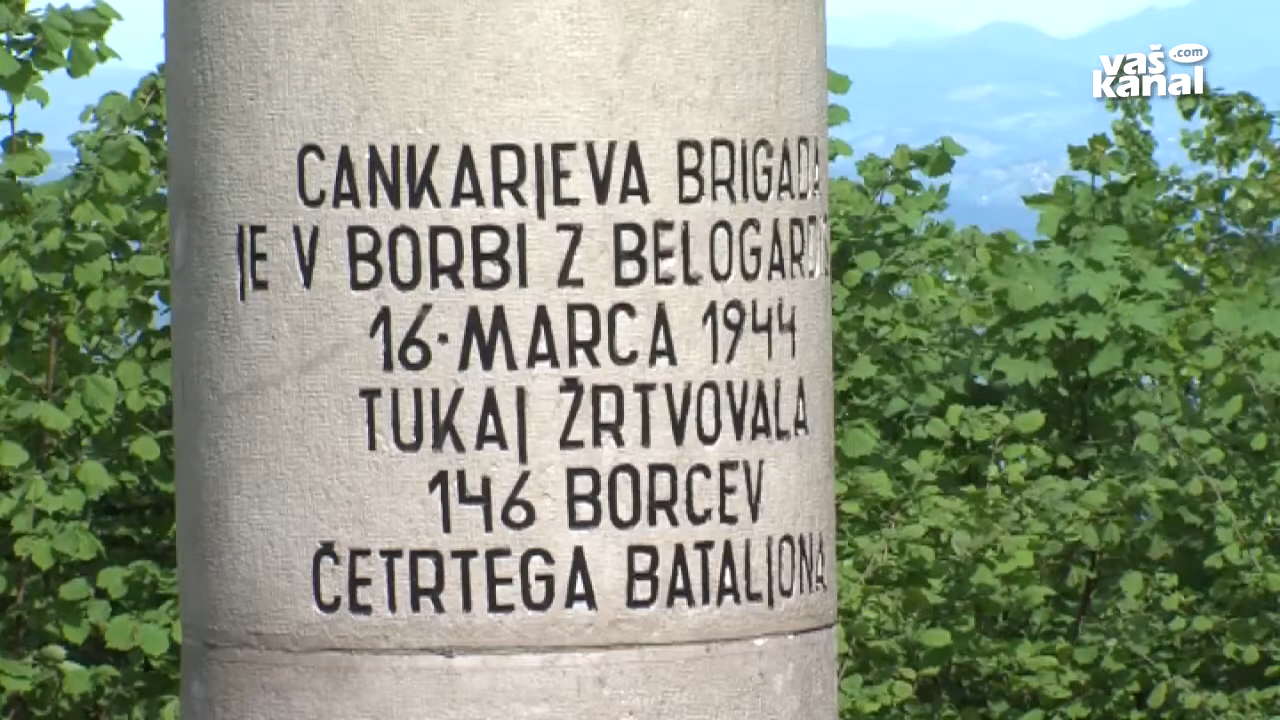 vaš .com
kanal
CANKARJEVA BRIGADA
JE V BORBI Z
16. MARCA 1944
TUKAJ ŽRTVOVALA
146 BORCEV
ČETRTEGA BATALJONA